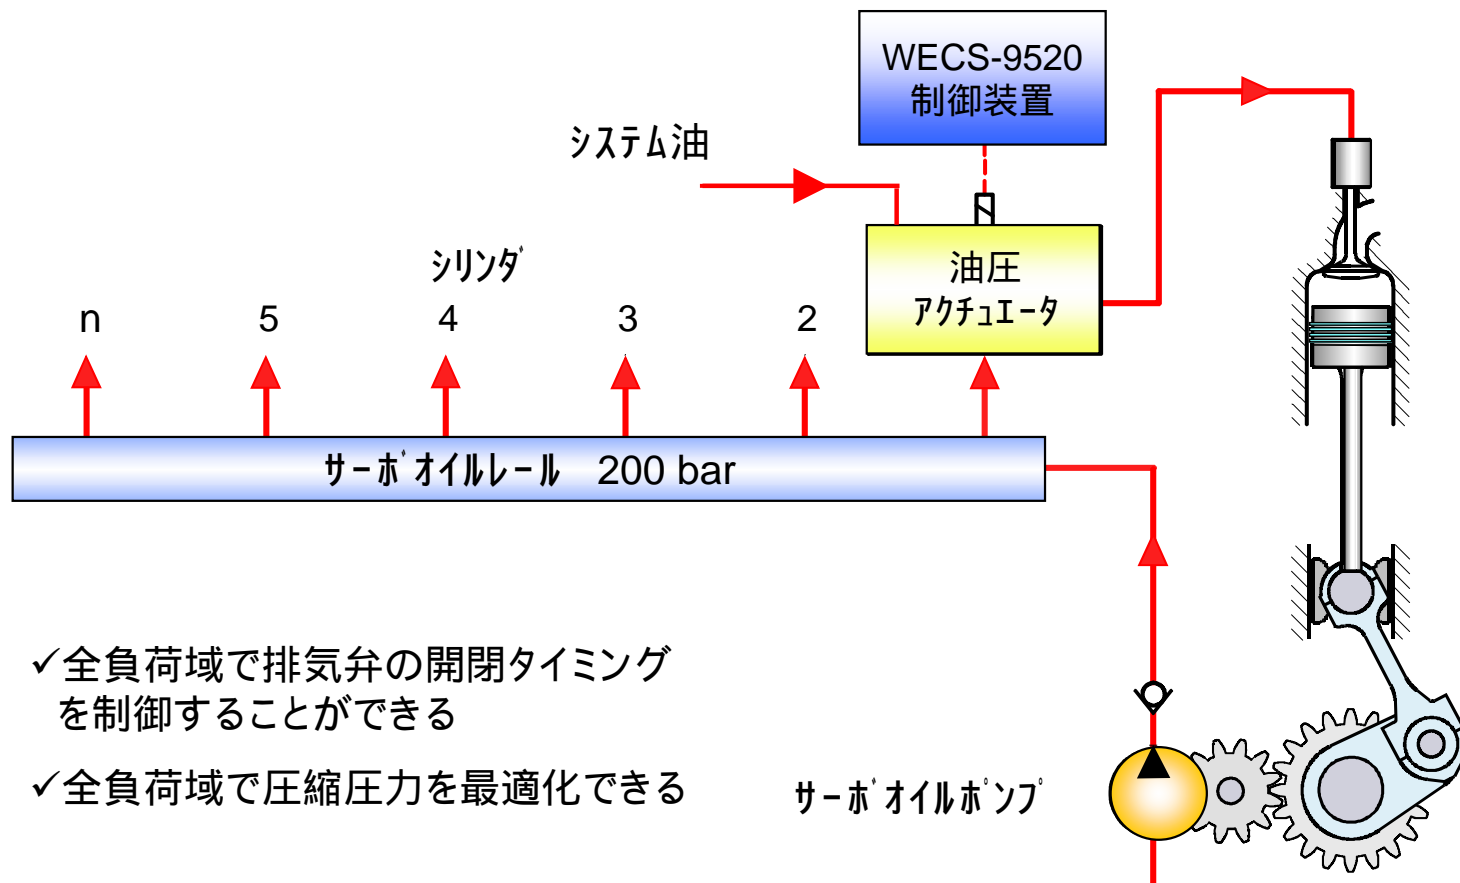 WECS-9520
制御装置
システム油
油圧
アクチュエータ
シリンダ
n 5 4 3 2
サーボオイルレール 200 bar
✓全負荷域で排気弁の開閉タイミング
を制御することができる
✓全負荷域で圧縮圧力を最適化できる
サーボオイルポンプ